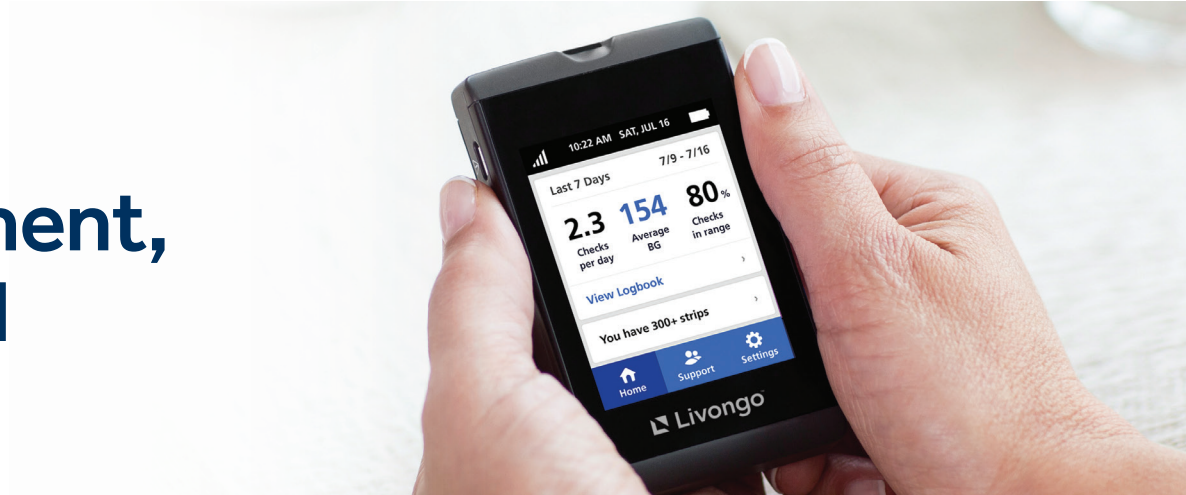 ment,
10:22 AM SAT, JUL 16
Last 7 Days 7/9 - 7/16
2.3 154 80%
Checks per day Average BG Checks in range
View Logbook
You have 300+ strips
Home Support Settings
Livongo